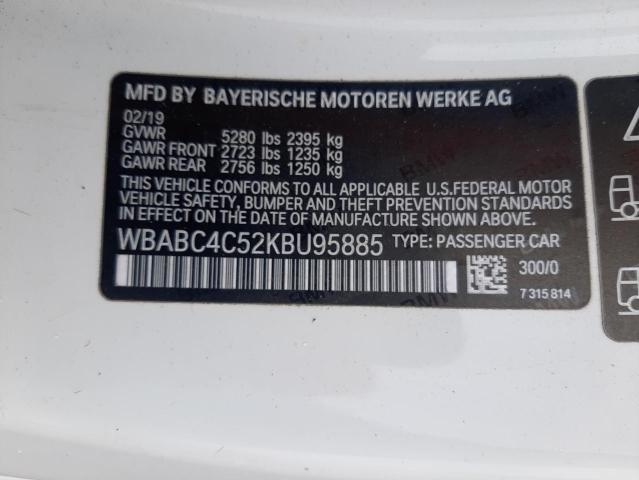 MFD BY BAYERISCHE MOTOREN WERKE AG
02/19
GVWR 5280 lbs 2395 kg
GAWR FRONT 2723 lbs 1235 kg
GAWR REAR 2756 lbs 1250 kg
THIS VEHICLE CONFORMS TO ALL APPLICABLE U.S.FEDERAL MOTOR
VEHICLE SAFETY, BUMPER AND THEFT PREVENTION STANDARDS
IN EFFECT ON THE DATE OF MANUFACTURE SHOWN ABOVE.
WBABC4C52KBU95885 TYPE: PASSENGER CAR
300/0
7 315 814